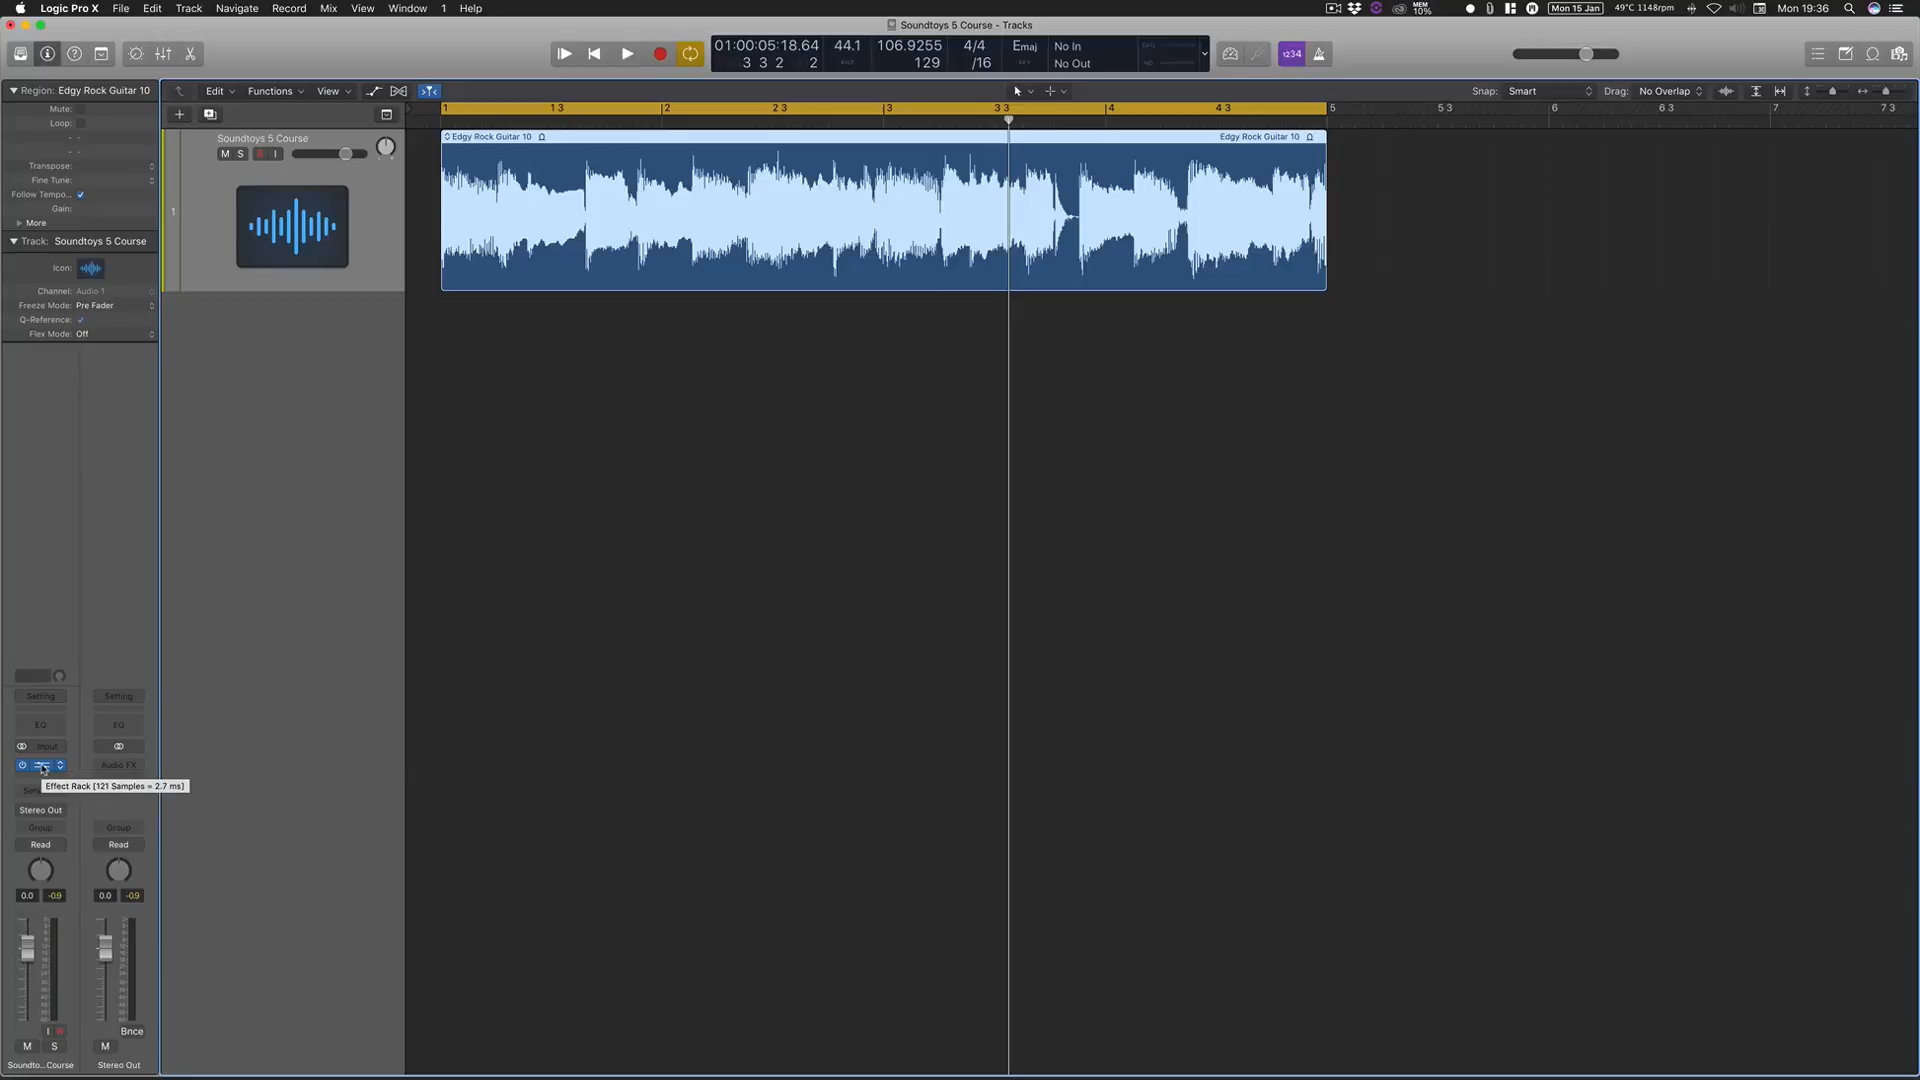 Logic Pro X File Edit Track Navigate Record Mix View Window 1 Help
MEM 10% Mon 15 Jan 49°C 1148rpm Mon 19:36
Soundtoys 5 Course - Tracks
01:00:05:18.64 44.1 106.9255 4/4 Emaj No In
3 3 2 2 129 /16 No Out
1234
Region: Edgy Rock Guitar 10
Mute:
Loop:
Transpose:
Fine Tune:
Follow Tempo...
Gain:
More
Track: Soundtoys 5 Course
Icon:
Channel: Audio 1
Freeze Mode: Pre Fader
Q-Reference:
Flex Mode: Off
Edit Functions View
Snap: Smart Drag: No Overlap
1 1 3 2 2 3 3 3 3 4 4 3 5 5 3 6 6 3 7 7 3
Soundtoys 5 Course
M S R I
1
Edgy Rock Guitar 10 Edgy Rock Guitar 10
Setting Setting
EQ EQ
Input
Audio FX
Effect Rack [121 Samples = 2.7 ms]
Stereo Out
Group Group
Read Read
0.0 -0.9 0.0 -0.9
I R Bnce
M S M
Soundto...Course Stereo Out